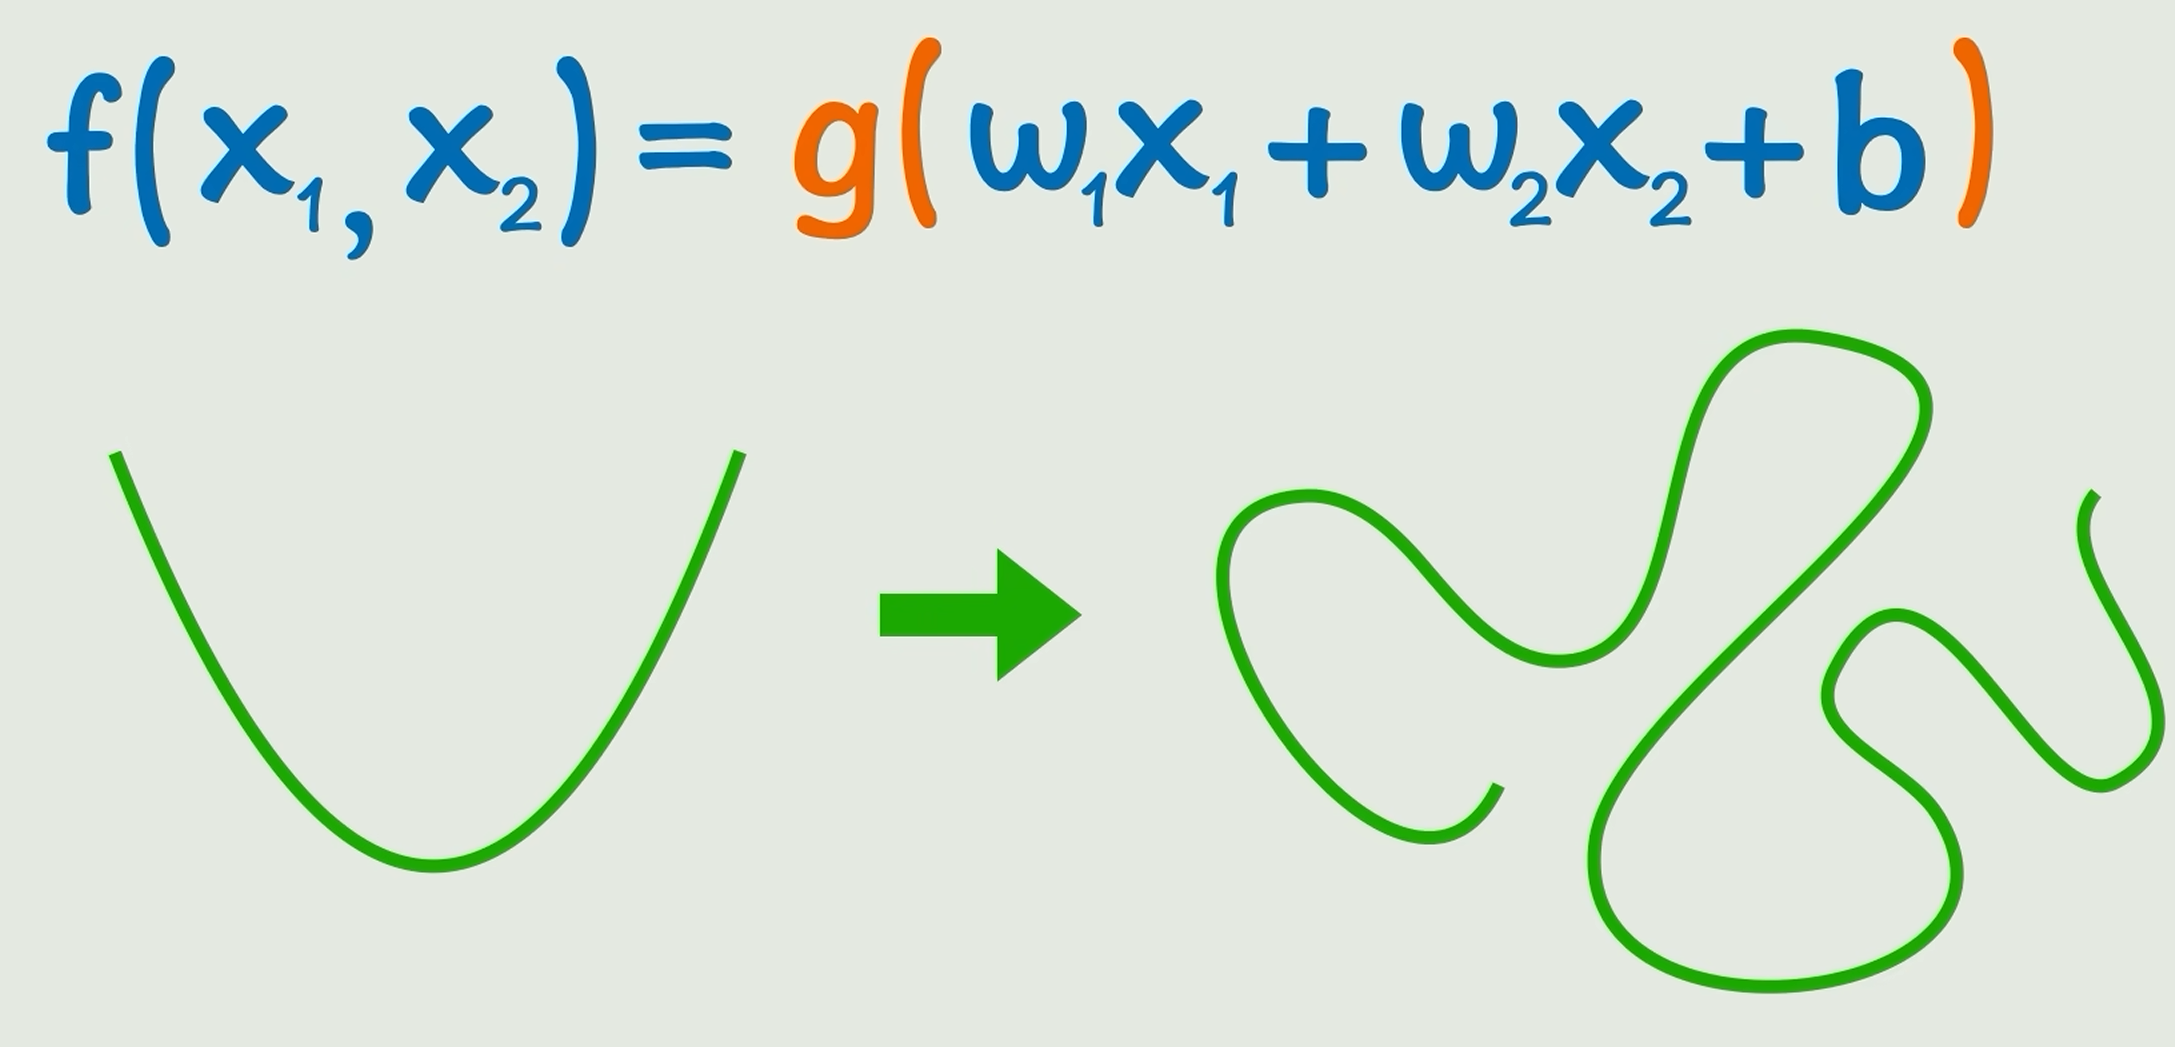 f(x₁, x₂) = g(w₁x₁ + w₂x₂ + b)